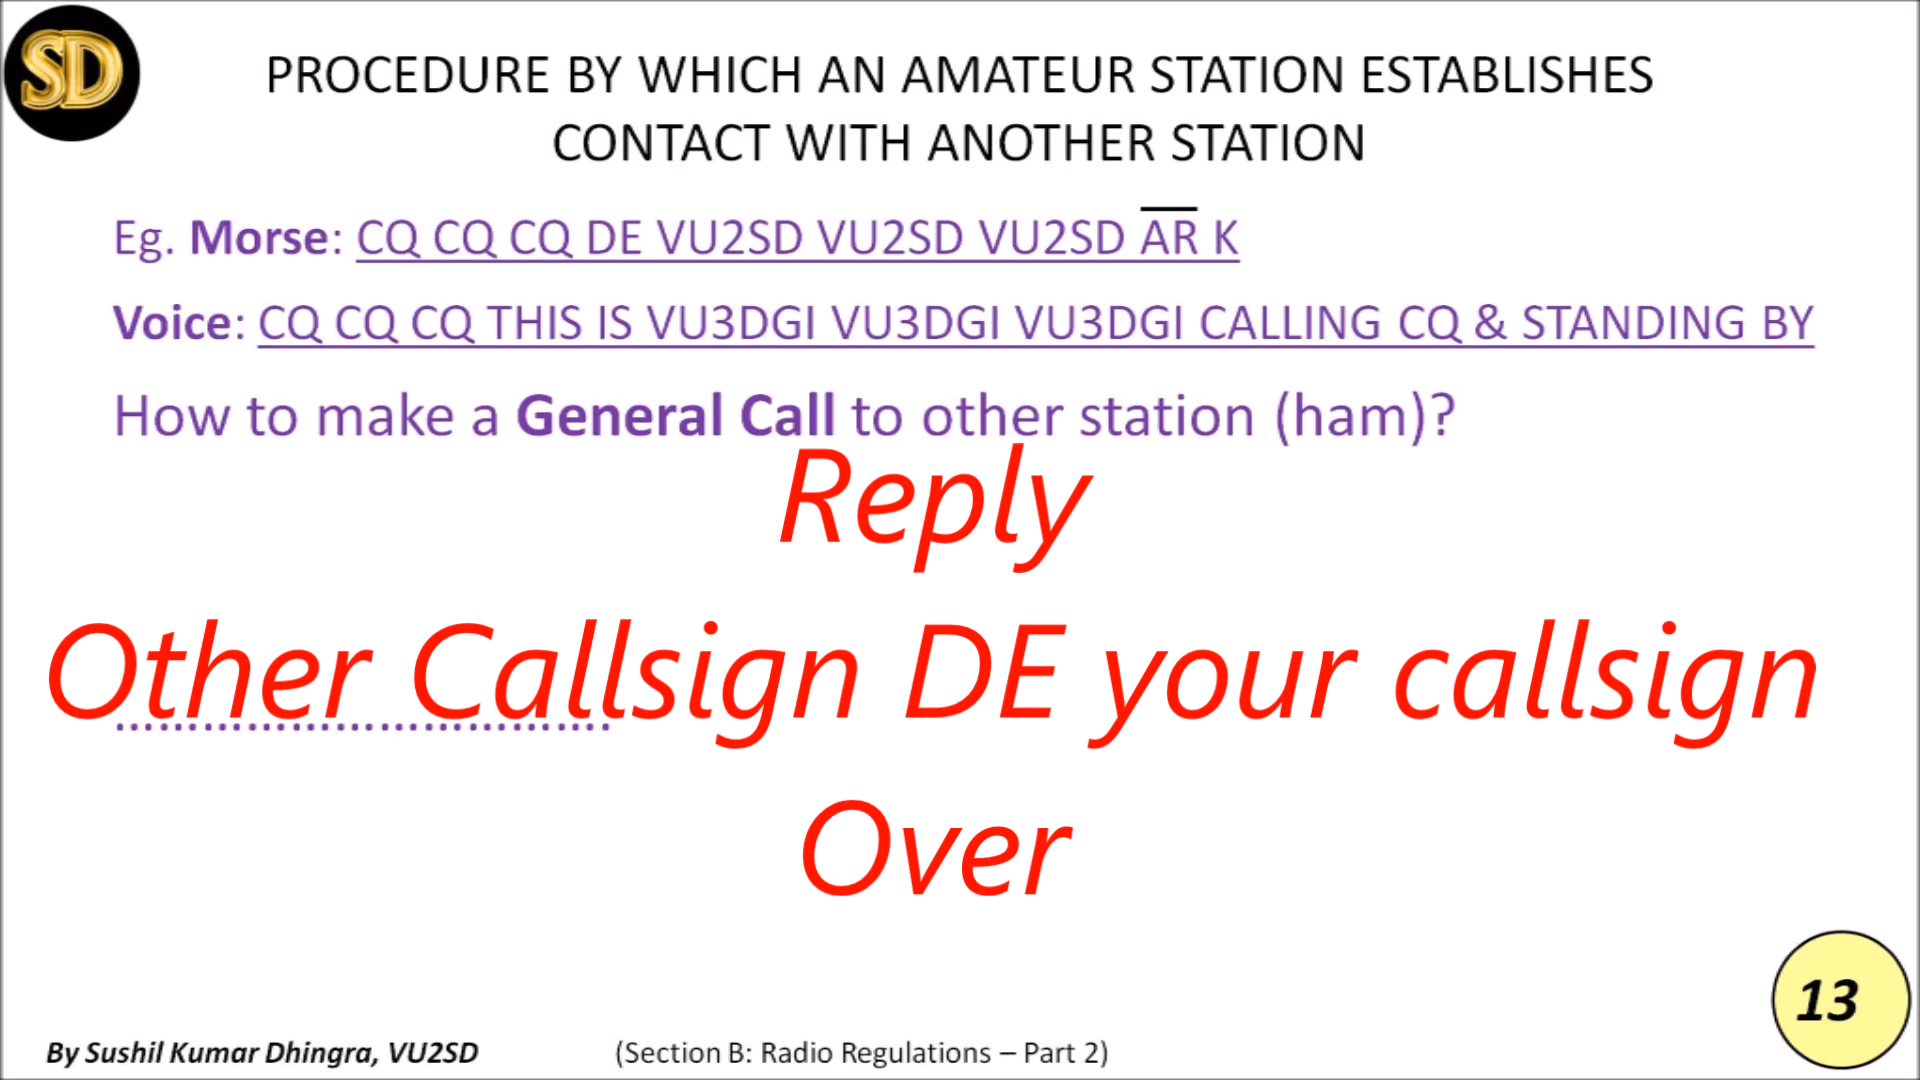 SD
PROCEDURE BY WHICH AN AMATEUR STATION ESTABLISHES
CONTACT WITH ANOTHER STATION
Eg. Morse: CQ CQ CQ DE VU2SD VU2SD VU2SD AR K
Voice: CQ CQ CQ THIS IS VU3DGI VU3DGI VU3DGI CALLING CQ & STANDING BY
How to make a General Call to other station (ham)?
Reply
Other Callsign DE your callsign
Over
13
By Sushil Kumar Dhingra, VU2SD (Section B: Radio Regulations – Part 2)